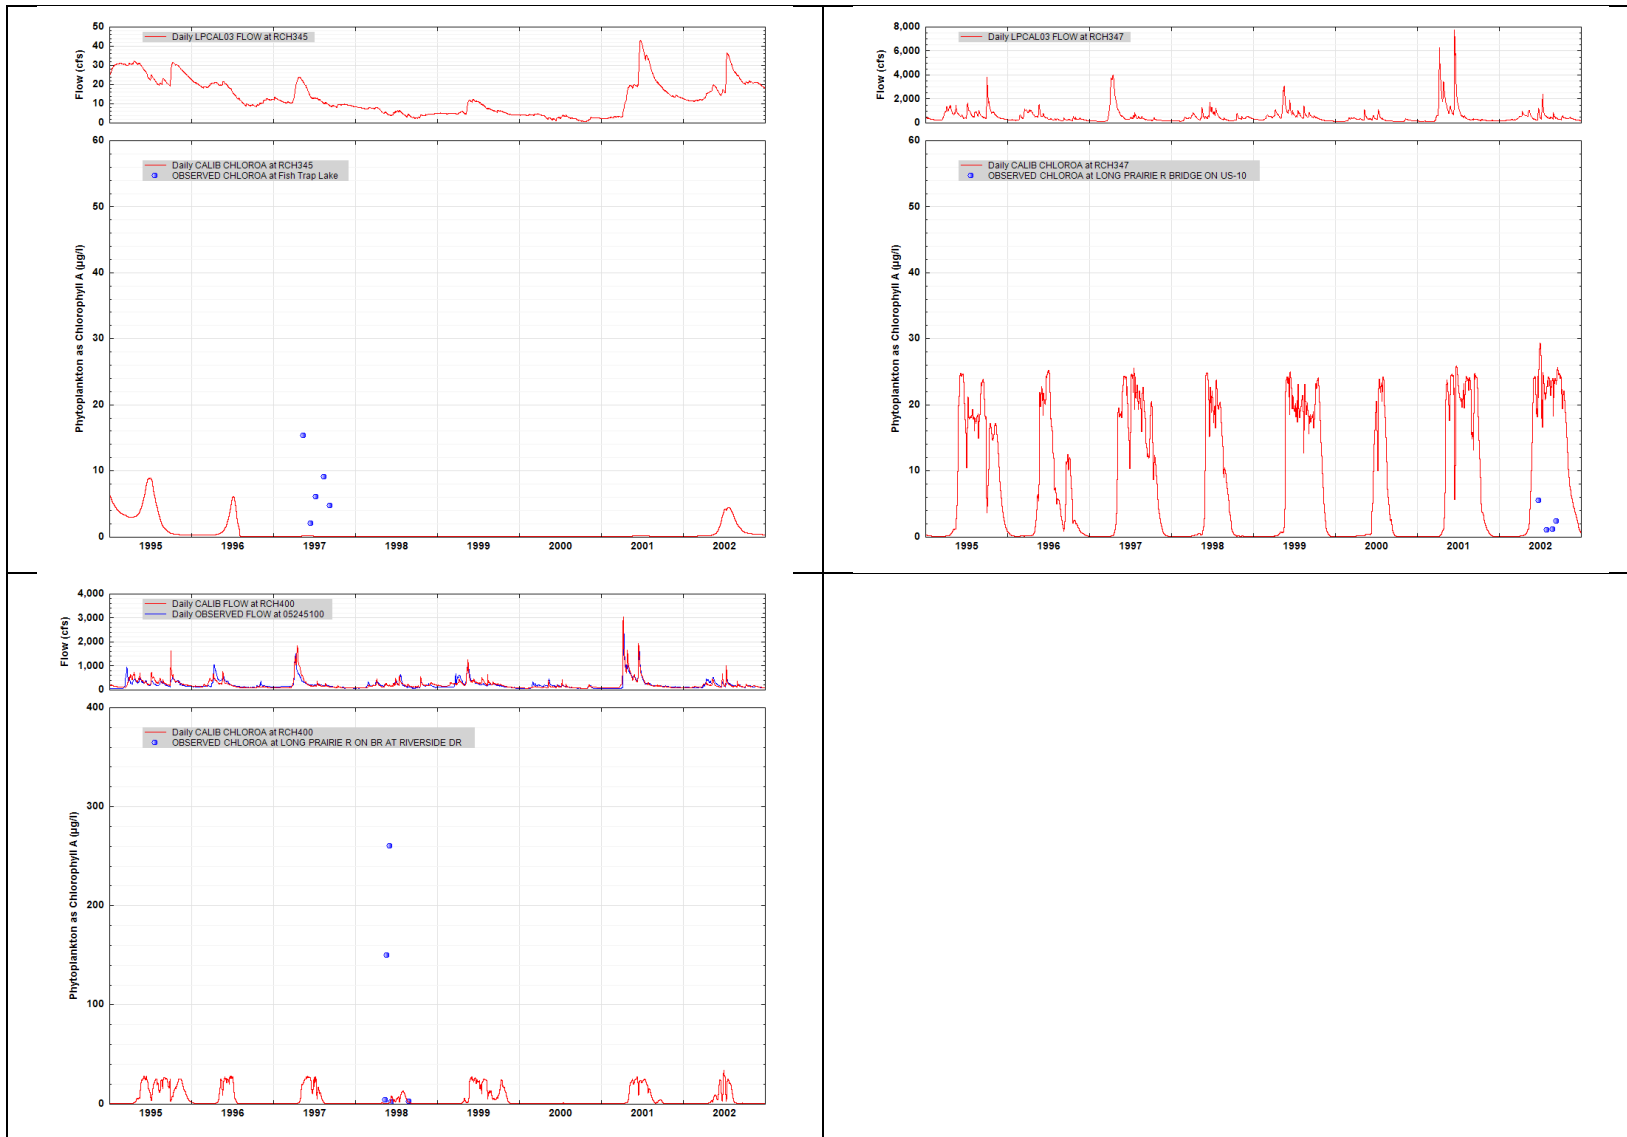 Daily LPCAL03 FLOW at RCH345
Flow (cfs)
50
40
30
20
10
0
Daily CALIB CHLOROA at RCH345
OBSERVED CHLOROA at Fish Trap Lake
Phytoplankton as Chlorophyll A (µg/l)
60
50
40
30
20
10
0
1995 1996 1997 1998 1999 2000 2001 2002
Daily LPCAL03 FLOW at RCH347
Flow (cfs)
8,000
6,000
4,000
2,000
0
Daily CALIB CHLOROA at RCH347
OBSERVED CHLOROA at LONG PRAIRIE R BRIDGE ON US-10
Phytoplankton as Chlorophyll A (µg/l)
60
50
40
30
20
10
0
1995 1996 1997 1998 1999 2000 2001 2002
Daily CALIB FLOW at RCH400
Daily OBSERVED FLOW at 05245100
Flow (cfs)
4,000
3,000
2,000
1,000
0
Daily CALIB CHLOROA at RCH400
OBSERVED CHLOROA at LONG PRAIRIE R ON BR AT RIVERSIDE DR
Phytoplankton as Chlorophyll A (µg/l)
400
300
200
100
0
1995 1996 1997 1998 1999 2000 2001 2002